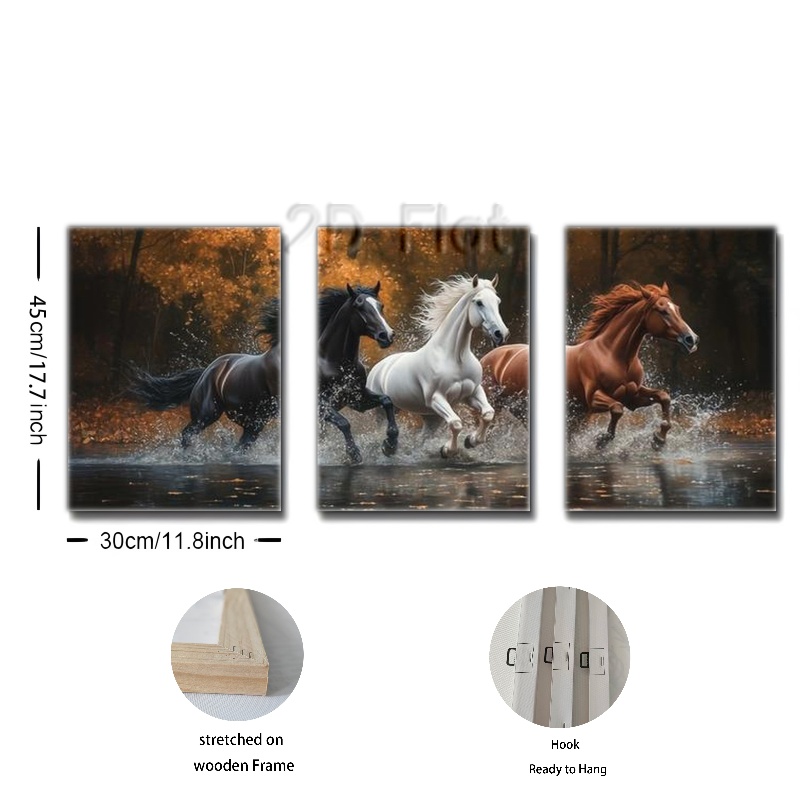 2D Flat
45cm/17.7inch
30cm/11.8inch
stretched on
wooden Frame
Hook
Ready to Hang